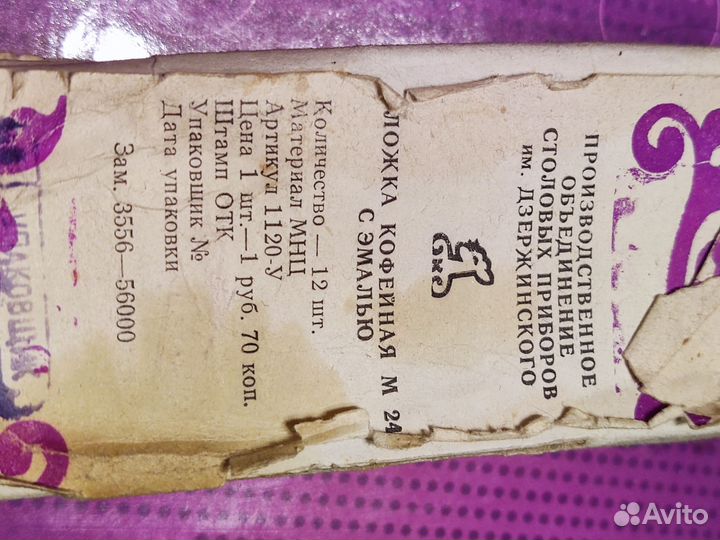 ПРОИЗВОДСТВЕННОЕ
ОБЪЕДИНЕНИЕ
СТОЛОВЫХ ПРИБОРОВ
им. ДЗЕРЖИНСКОГО
ЛОЖКА КОФЕЙНАЯ М 24
С ЭМАЛЬЮ
Количество — 12 шт.
Материал МНЦ
Артикул 1120-У
Цена 1 шт.—1 руб. 70 коп.
Штамп ОТК
Упаковщик №
Дата упаковки
Зам. 3556—56000
УПАКОВЩИК
Avito